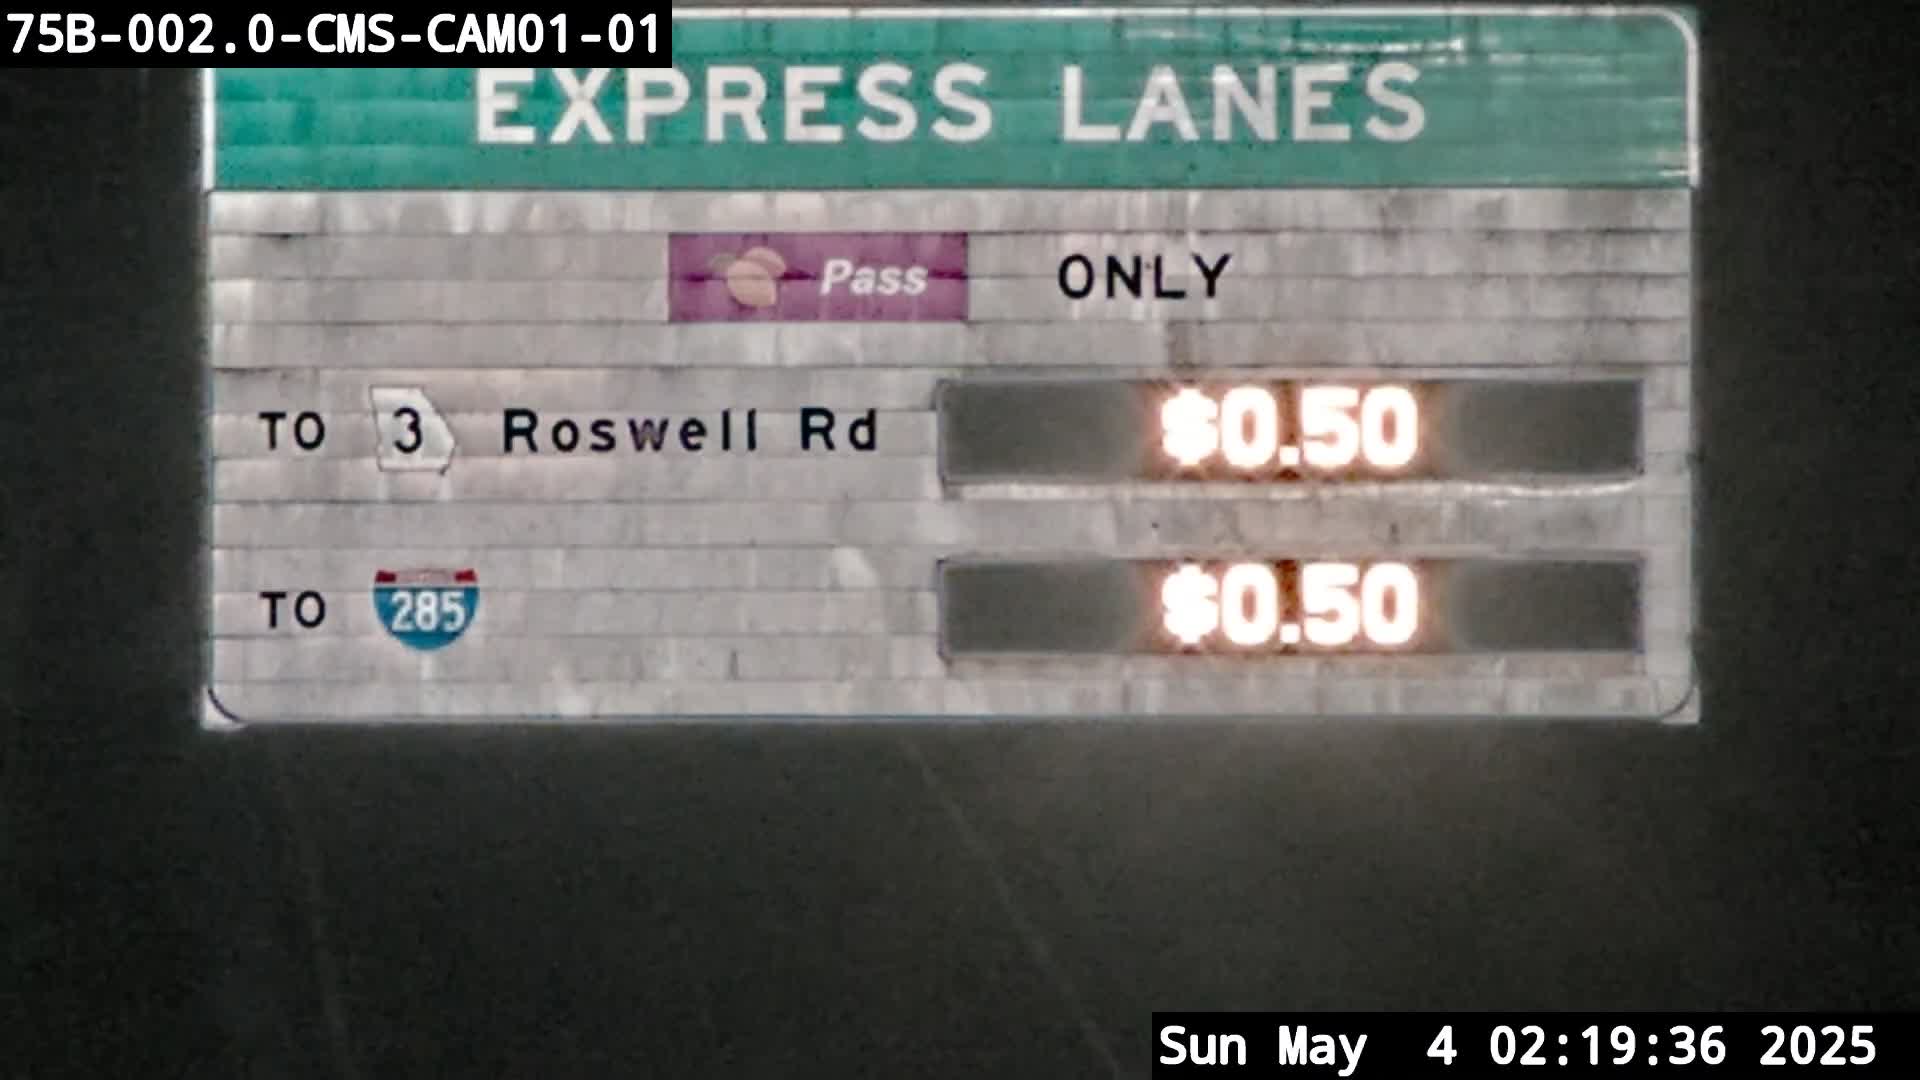 75B-002.0-CMS-CAM01-01
EXPRESS LANES
Pass ONLY
TO 3 Roswell Rd $0.50
TO 285 $0.50
Sun May 4 02:19:36 2025